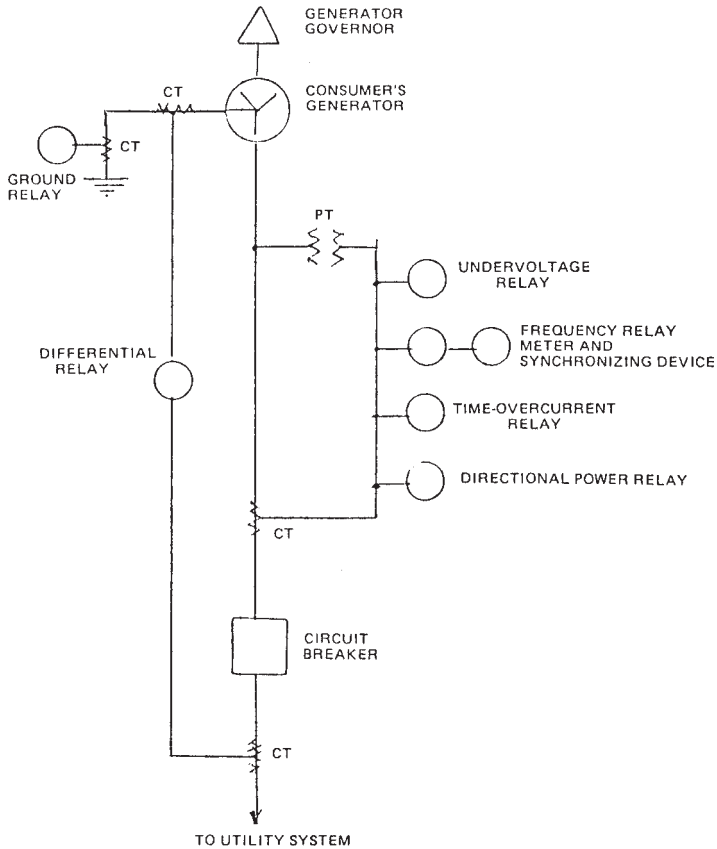 GENERATOR
GOVERNOR
CT
CONSUMER'S
GENERATOR
CT
GROUND
RELAY
PT
UNDERVOLTAGE
RELAY
FREQUENCY RELAY
METER AND
SYNCHRONIZING DEVICE
DIFFERENTIAL
RELAY
TIME-OVERCURRENT
RELAY
DIRECTIONAL POWER RELAY
CT
CIRCUIT
BREAKER
CT
TO UTILITY SYSTEM